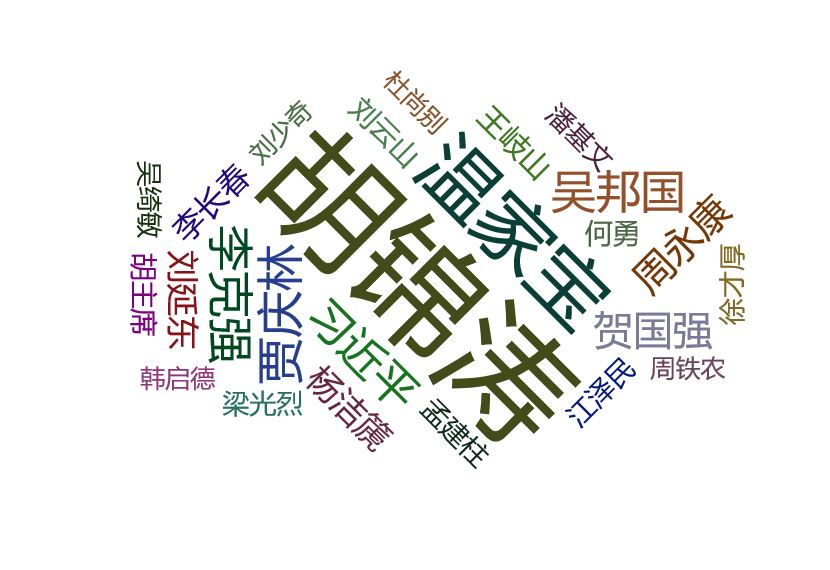 杜尚别
刘云山
王岐山
潘基文
刘少奇
温家宝
胡锦涛
吴邦国
吴绮敏
李长春
何勇
周永康
李克强
贾庆林
刘延东
胡主席
徐才厚
习近平
贺国强
周铁农
韩启德
杨洁篪
江泽民
梁光烈
孟建柱